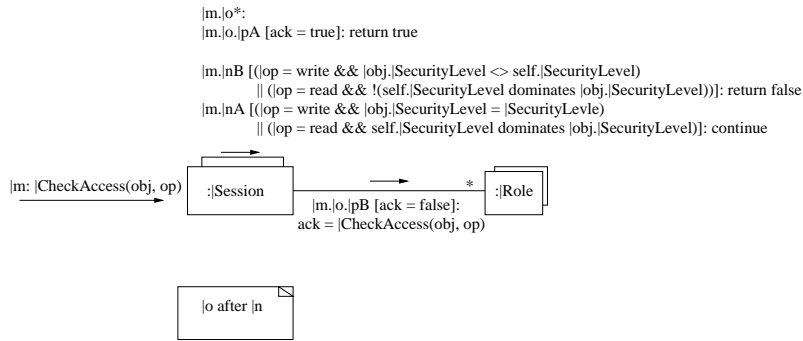 |m.|o*:
|m.|o.|pA [ack = true]: return true
|m.|nB [(|op = write && |obj.|SecurityLevel <> self.|SecurityLevel)
|| (|op = read && !(self.|SecurityLevel dominates |obj.|SecurityLevel))]: return false
|m.|nA [(|op = write && |obj.|SecurityLevel = |SecurityLevle)
|| (|op = read && self.|SecurityLevel dominates |obj.|SecurityLevel)]: continue
|m: |CheckAccess(obj, op)
:|Session
*
:|Role
|m.|o.|pB [ack = false]:
ack = |CheckAccess(obj, op)
|o after |n